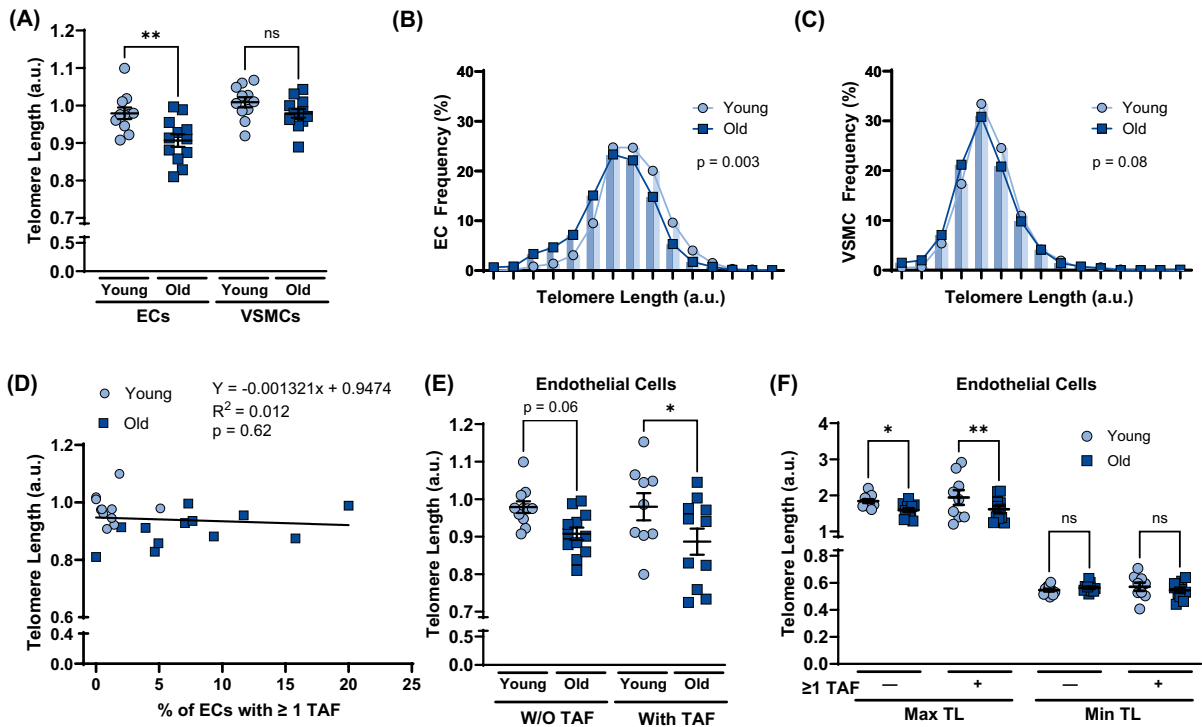 (A)
Telomere Length (a.u.)
1.2
1.1
1.0
0.9
0.8
0.7
0.5
0.0
**
ns
Young Old Young Old
ECs VSMCs
(B)
EC Frequency (%)
40
30
20
10
0
Young
Old
p = 0.003
Telomere Length (a.u.)
(C)
VSMC Frequency (%)
40
30
20
10
0
Young
Old
p = 0.08
Telomere Length (a.u.)
(D)
Young
Old
Y = -0.001321x + 0.9474
R2 = 0.012
p = 0.62
Telomere Length (a.u.)
1.2
1.0
0.8
0.6
0.4
0.0
0 5 10 15 20 25
% of ECs with ≥ 1 TAF
(E)
Endothelial Cells
Telomere Length (a.u.)
1.2
1.1
1.0
0.9
0.8
0.7
0.5
0.0
p = 0.06
*
Young Old Young Old
W/O TAF With TAF
(F)
Endothelial Cells
Telomere Length (a.u.)
4
3
2
1
0.8
0.6
0.4
0.2
0.0
*
**
ns
ns
Young
Old
≥1 TAF — + — +
Max TL Min TL